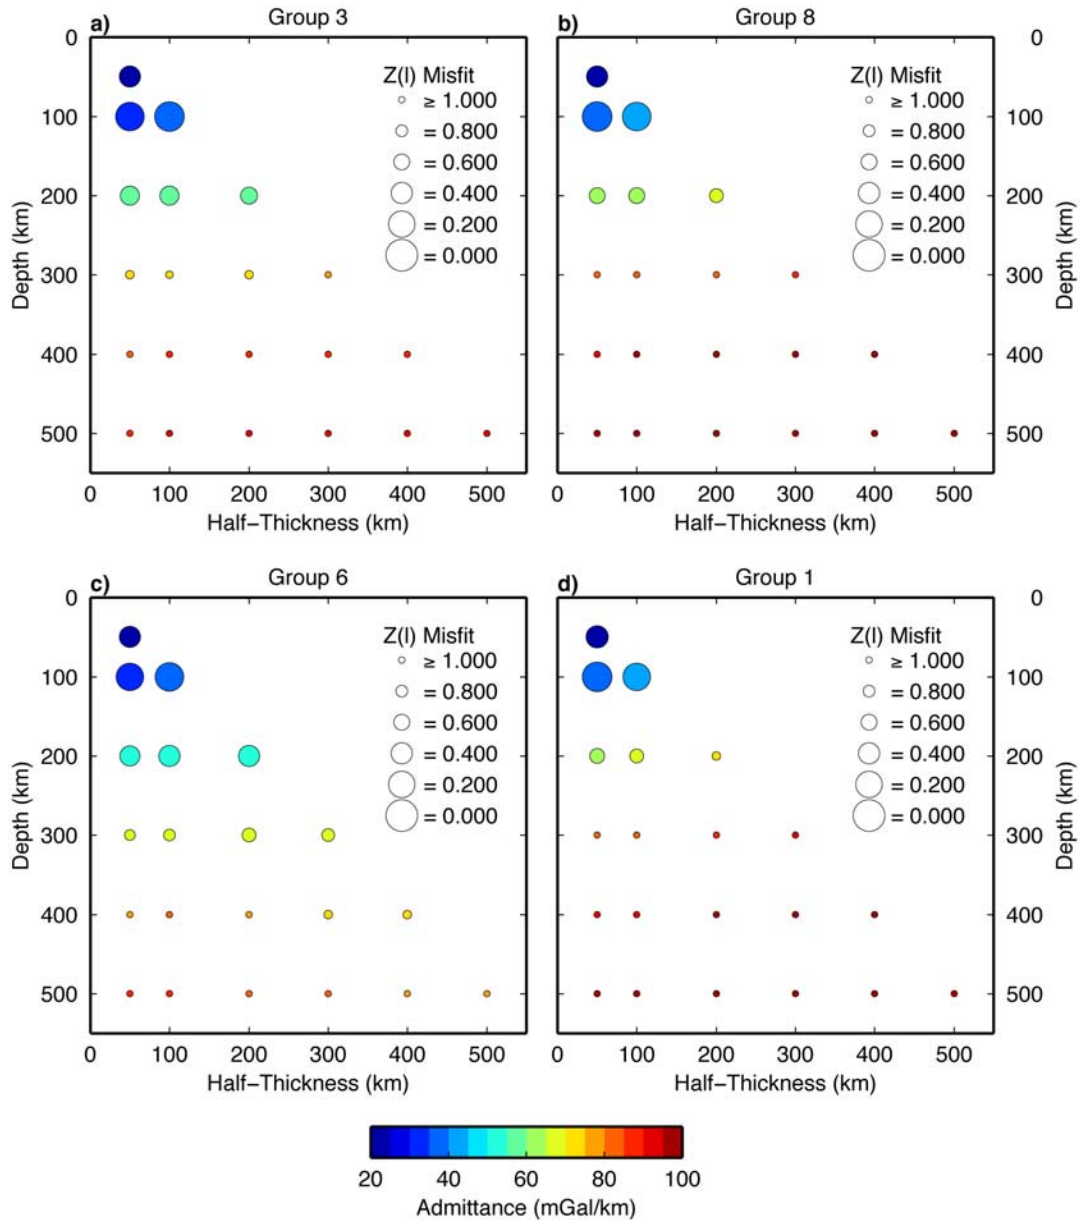 a) Group 3
Z(l) Misfit
≥ 1.000
= 0.800
= 0.600
= 0.400
= 0.200
= 0.000
0
100
200
300
400
500
Depth (km)
0 100 200 300 400 500
Half−Thickness (km)
b) Group 8
Z(l) Misfit
≥ 1.000
= 0.800
= 0.600
= 0.400
= 0.200
= 0.000
0
100
200
300
400
500
Depth (km)
0 100 200 300 400 500
Half−Thickness (km)
c) Group 6
Z(l) Misfit
≥ 1.000
= 0.800
= 0.600
= 0.400
= 0.200
= 0.000
0
100
200
300
400
500
Depth (km)
0 100 200 300 400 500
Half−Thickness (km)
d) Group 1
Z(l) Misfit
≥ 1.000
= 0.800
= 0.600
= 0.400
= 0.200
= 0.000
0
100
200
300
400
500
Depth (km)
0 100 200 300 400 500
Half−Thickness (km)
20 40 60 80 100
Admittance (mGal/km)